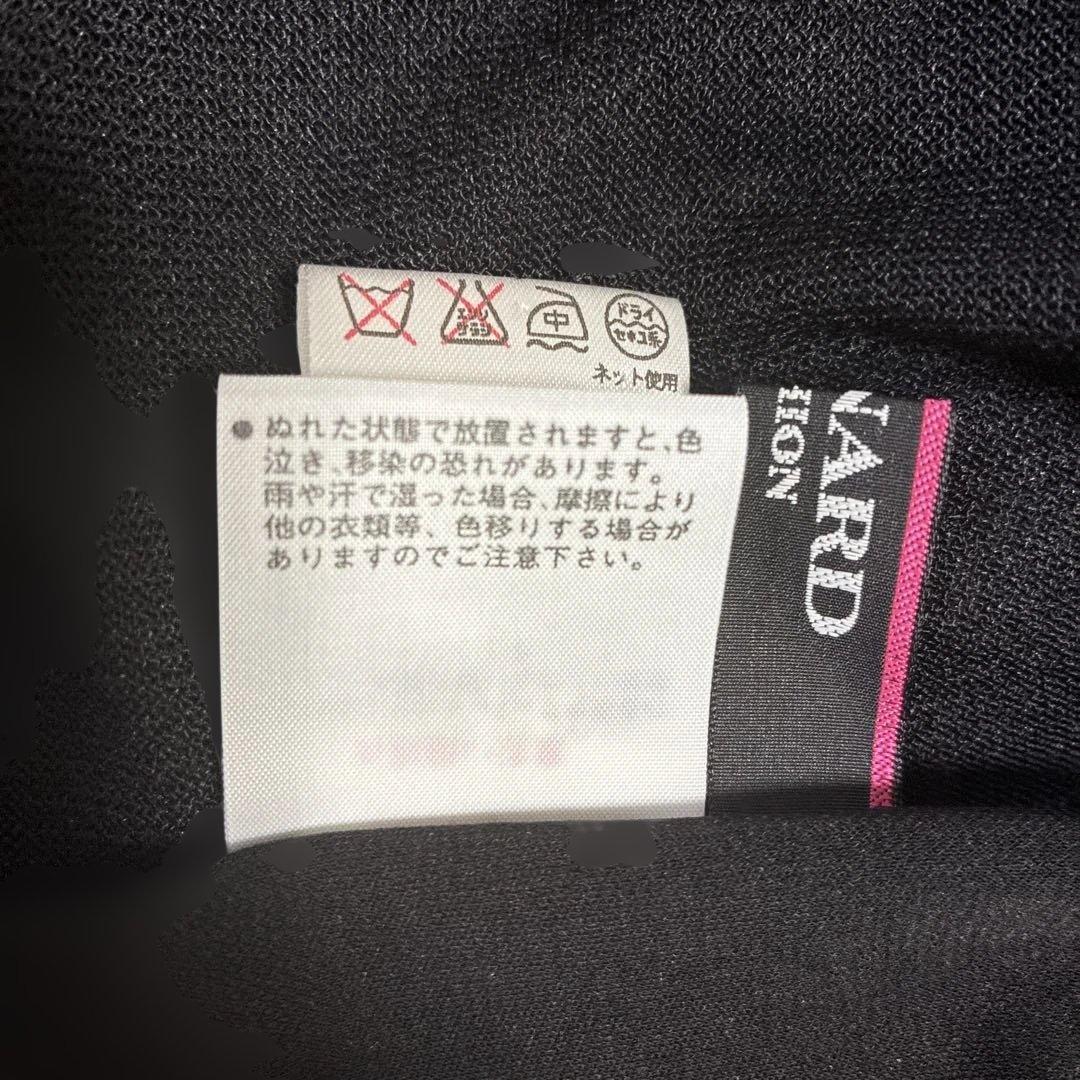 エンソ
サラシ
中
ドライ
セキユ系
ネット使用
ぬれた状態で放置されますと、色
泣き、移染の恐れがあります。
雨や汗で湿った場合、摩擦により
他の衣類等、色移りする場合が
ありますのでご注意下さい。
NARD